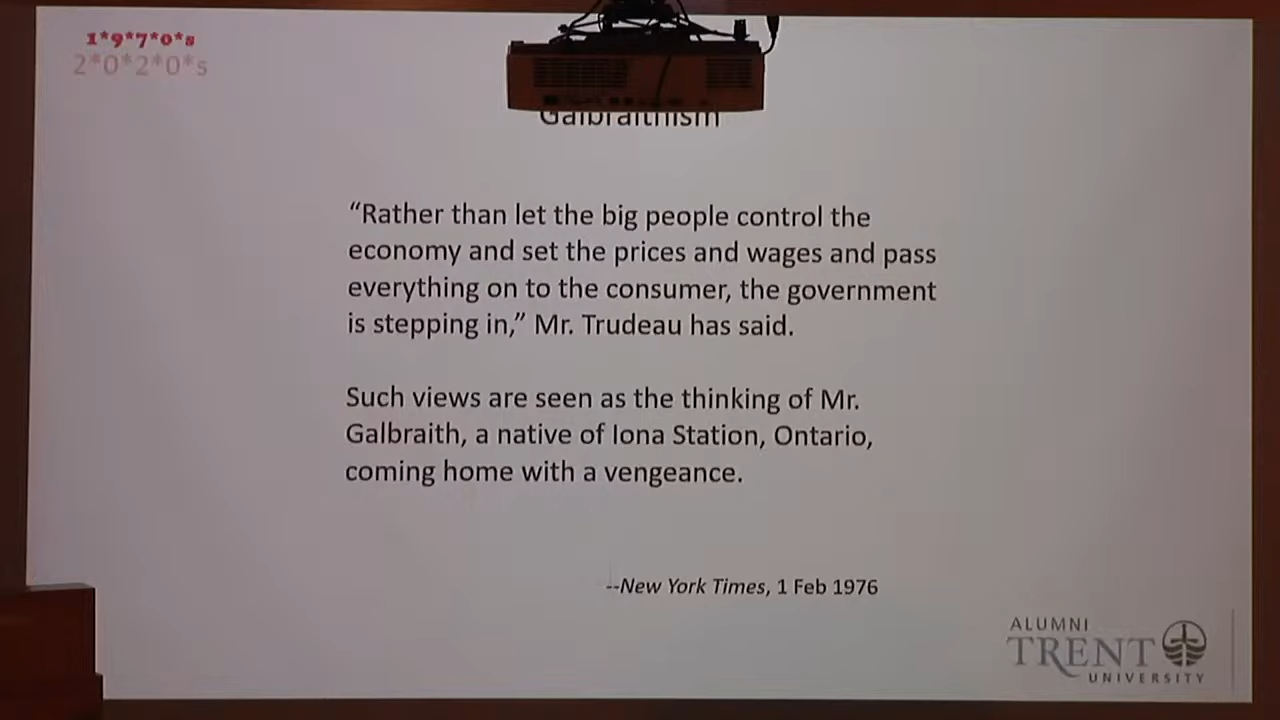 1*9*7*0*s
2*0*2*0*s
Galbraithism
“Rather than let the big people control the
economy and set the prices and wages and pass
everything on to the consumer, the government
is stepping in,” Mr. Trudeau has said.
Such views are seen as the thinking of Mr.
Galbraith, a native of Iona Station, Ontario,
coming home with a vengeance.
--New York Times, 1 Feb 1976
ALUMNI
TRENT
UNIVERSITY